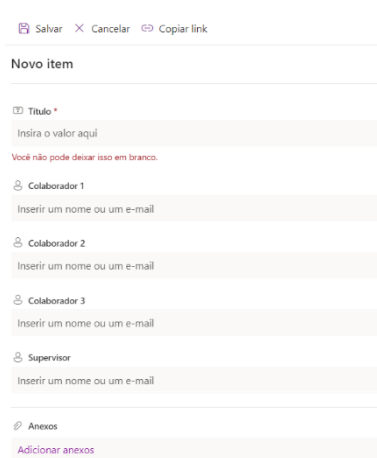 Salvar Cancelar Copiar link
Novo item
Título *
Insira o valor aqui
Você não pode deixar isso em branco.
Colaborador 1
Inserir um nome ou um e-mail
Colaborador 2
Inserir um nome ou um e-mail
Colaborador 3
Inserir um nome ou um e-mail
Supervisor
Inserir um nome ou um e-mail
Anexos
Adicionar anexos